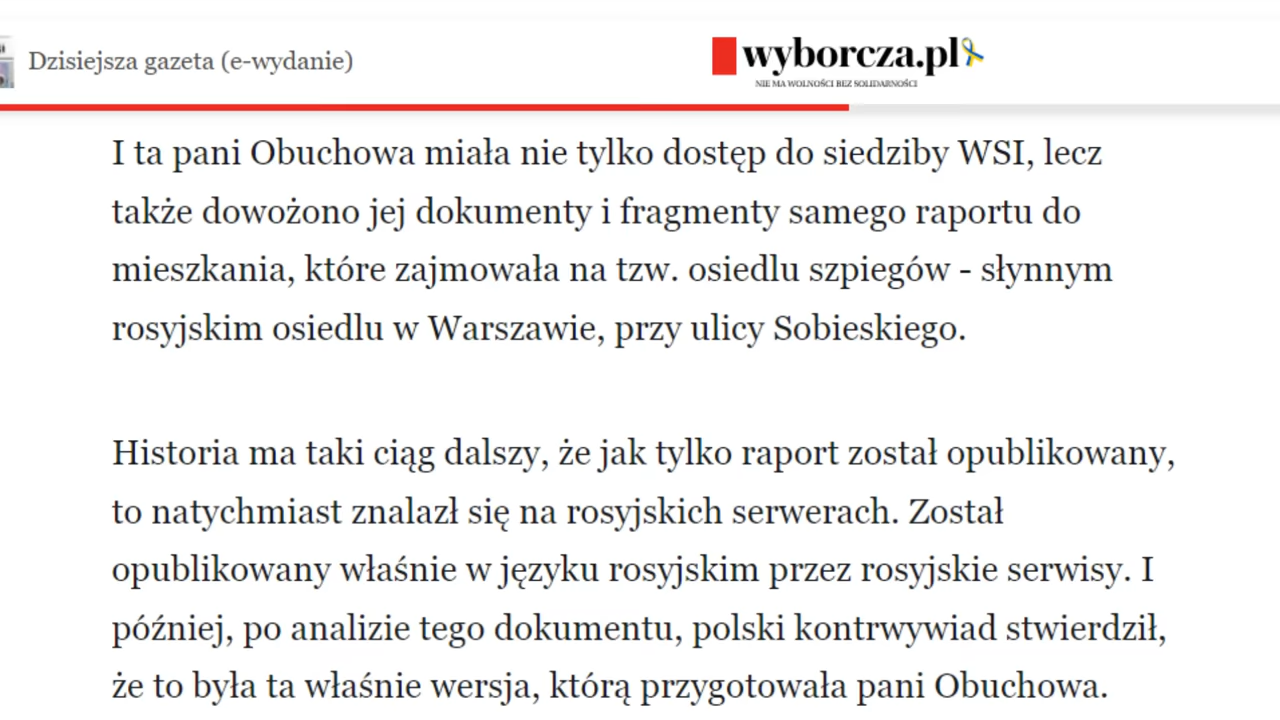 Dzisiejsza gazeta (e-wydanie)
wyborcza.pl
NIE MA WOLNOŚCI BEZ SOLIDARNOŚCI
I ta pani Obuchowa miała nie tylko dostęp do siedziby WSI, lecz
także dowożono jej dokumenty i fragmenty samego raportu do
mieszkania, które zajmowała na tzw. osiedlu szpiegów - słynnym
rosyjskim osiedlu w Warszawie, przy ulicy Sobieskiego.
Historia ma taki ciąg dalszy, że jak tylko raport został opublikowany,
to natychmiast znalazł się na rosyjskich serwerach. Został
opublikowany właśnie w języku rosyjskim przez rosyjskie serwisy. I
później, po analizie tego dokumentu, polski kontrwywiad stwierdził,
że to była ta właśnie wersja, którą przygotowała pani Obuchowa.